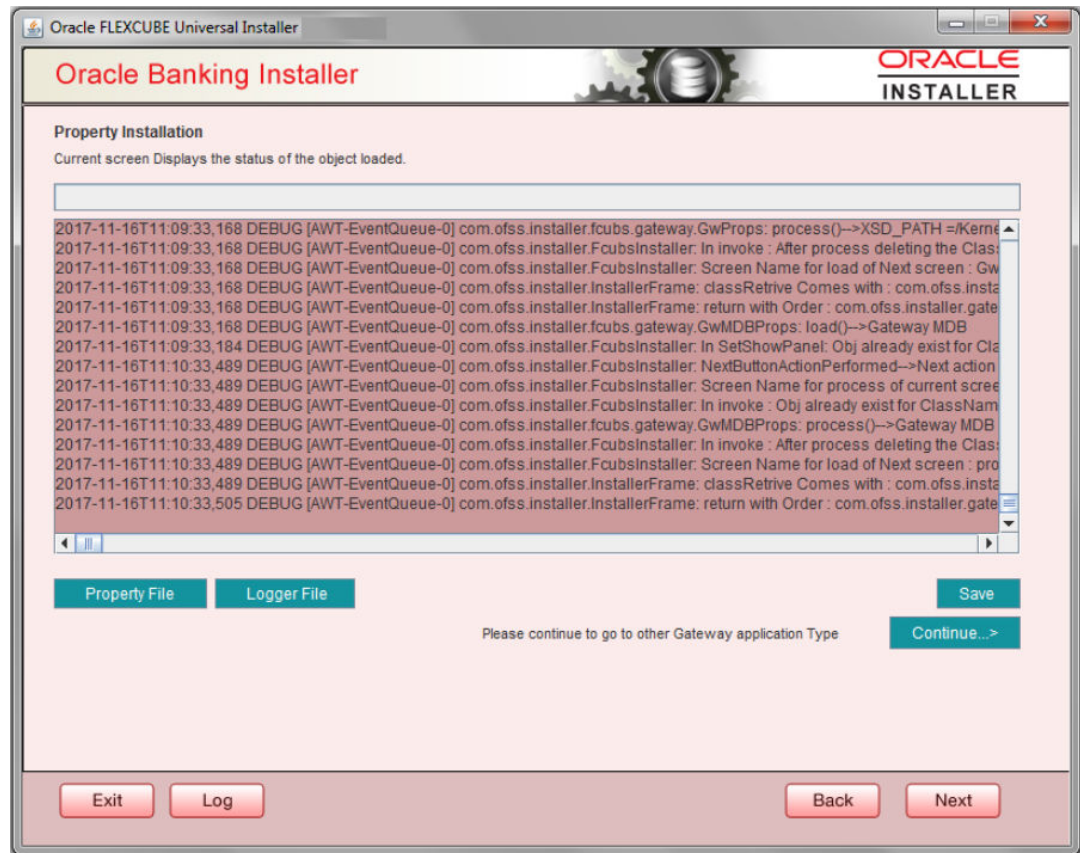 Oracle FLEXCUBE Universal Installer
Oracle Banking Installer
ORACLE
INSTALLER
Property Installation
Current screen Displays the status of the object loaded.
2017-11-16T11:09:33,168 DEBUG [AWT-EventQueue-0] com.ofss.installer.fcubs.gateway.GwProps: process()-->XSD_PATH =/Kerne
2017-11-16T11:09:33,168 DEBUG [AWT-EventQueue-0] com.ofss.installer.FcubsInstaller: In invoke : After process deleting the Clas
2017-11-16T11:09:33,168 DEBUG [AWT-EventQueue-0] com.ofss.installer.FcubsInstaller: Screen Name for load of Next screen : Gw
2017-11-16T11:09:33,168 DEBUG [AWT-EventQueue-0] com.ofss.installer.InstallerFrame: classRetrive Comes with : com.ofss.insta
2017-11-16T11:09:33,168 DEBUG [AWT-EventQueue-0] com.ofss.installer.InstallerFrame: return with Order : com.ofss.installer.gate
2017-11-16T11:09:33,168 DEBUG [AWT-EventQueue-0] com.ofss.installer.fcubs.gateway.GwMDBProps: load()-->Gateway MDB
2017-11-16T11:09:33,184 DEBUG [AWT-EventQueue-0] com.ofss.installer.FcubsInstaller: In SetShowPanel: Obj already exist for Cla
2017-11-16T11:10:33,489 DEBUG [AWT-EventQueue-0] com.ofss.installer.FcubsInstaller: NextButtonActionPerformed-->Next action
2017-11-16T11:10:33,489 DEBUG [AWT-EventQueue-0] com.ofss.installer.FcubsInstaller: Screen Name for process of current scree
2017-11-16T11:10:33,489 DEBUG [AWT-EventQueue-0] com.ofss.installer.FcubsInstaller: In invoke : Obj already exist for ClassNam
2017-11-16T11:10:33,489 DEBUG [AWT-EventQueue-0] com.ofss.installer.fcubs.gateway.GwMDBProps: process()-->Gateway MDB
2017-11-16T11:10:33,489 DEBUG [AWT-EventQueue-0] com.ofss.installer.FcubsInstaller: In invoke : After process deleting the Clas
2017-11-16T11:10:33,489 DEBUG [AWT-EventQueue-0] com.ofss.installer.FcubsInstaller: Screen Name for load of Next screen : pro
2017-11-16T11:10:33,489 DEBUG [AWT-EventQueue-0] com.ofss.installer.InstallerFrame: classRetrive Comes with : com.ofss.insta
2017-11-16T11:10:33,505 DEBUG [AWT-EventQueue-0] com.ofss.installer.InstallerFrame: return with Order : com.ofss.installer.gate
Property File Logger File Save
Please continue to go to other Gateway application Type Continue...>
Exit Log Back Next